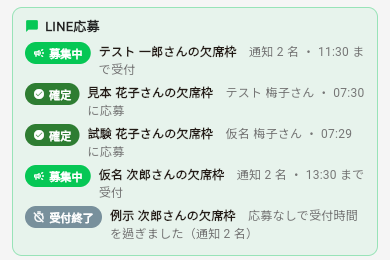 LINE応募
募集中 テスト 一郎さんの欠席枠 通知 2 名 ・ 11:30 ま
で受付
確定 見本 花子さんの欠席枠 テスト 梅子さん ・ 07:30
に応募
確定 試験 花子さんの欠席枠 仮名 梅子さん ・ 07:29
に応募
募集中 仮名 次郎さんの欠席枠 通知 2 名 ・ 13:30 まで
受付
受付終了 例示 次郎さんの欠席枠 応募なしで受付時間
を過ぎました（通知 2 名）